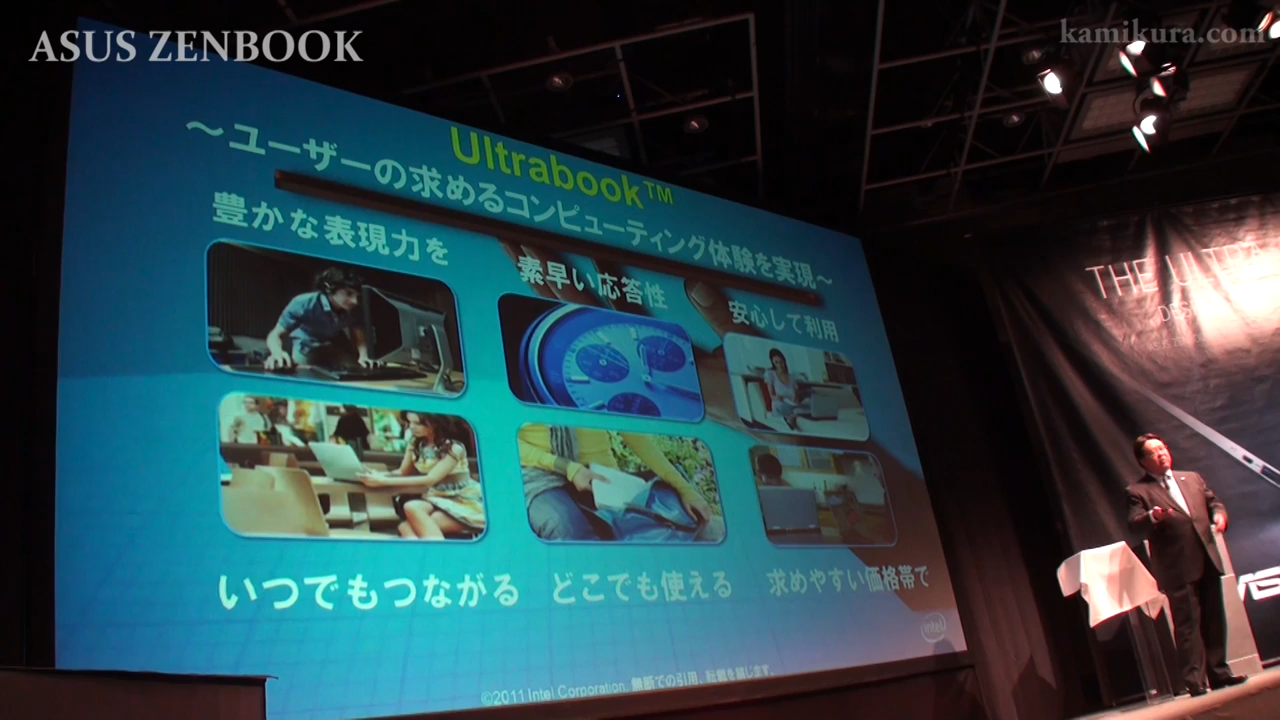 ASUS ZENBOOK
kamikura.com
Ultrabook™
～ユーザーの求めるコンピューティング体験を実現～
豊かな表現力を
素早い応答性
安心して利用
いつでもつながる
どこでも使える
求めやすい価格帯で
intel
©2011 Intel Corporation. 無断での引用、転載を禁じます。
THE ULTRA